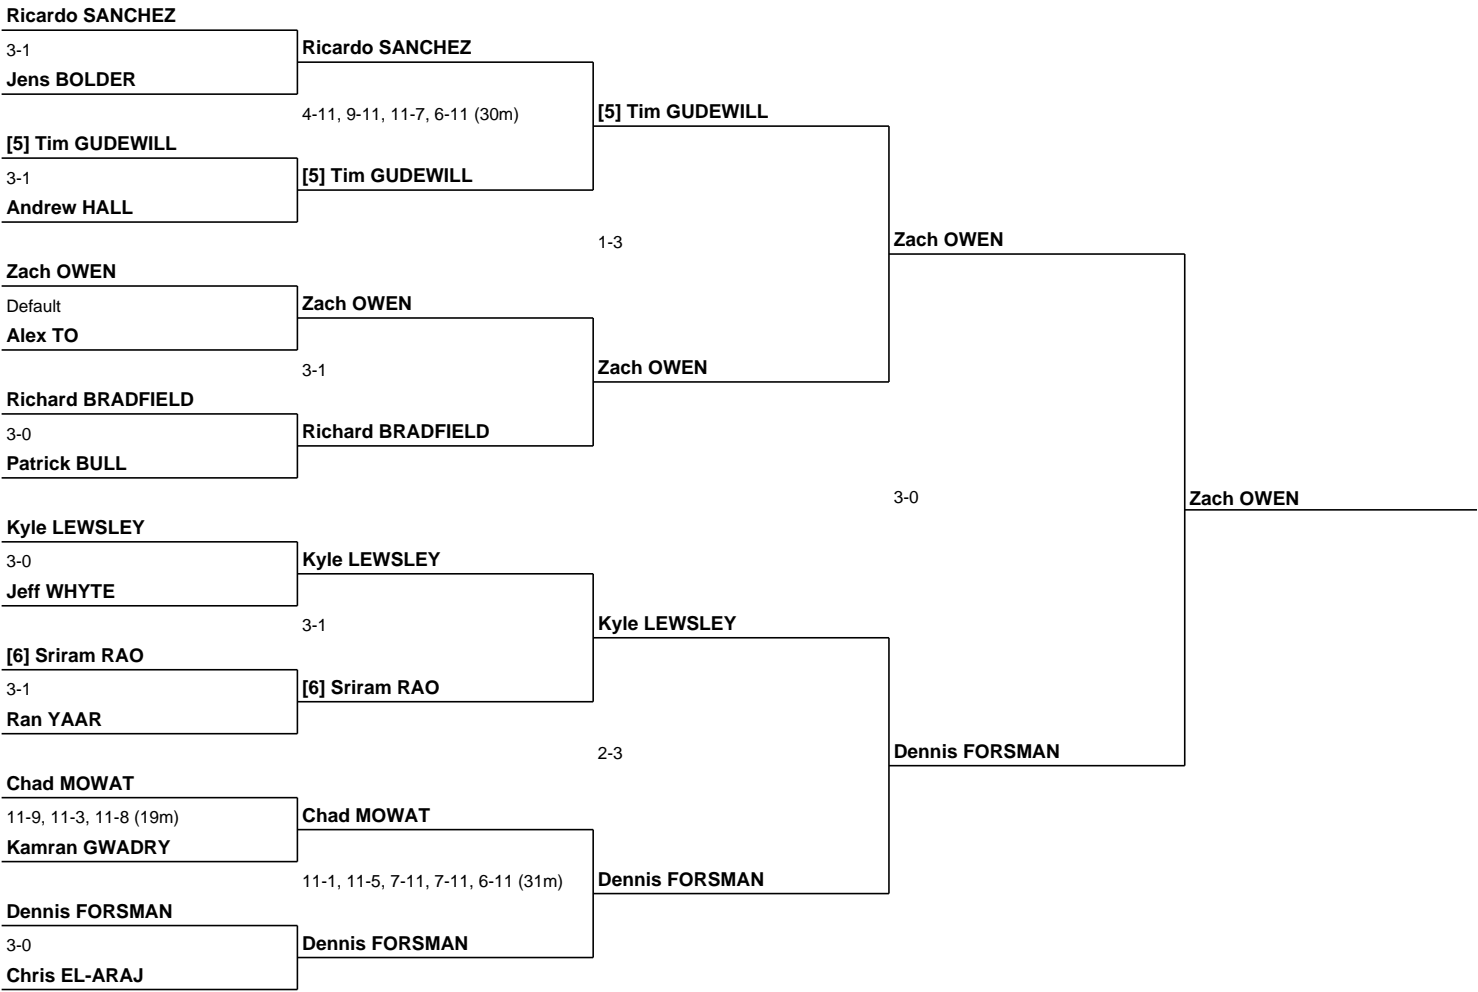 Ricardo SANCHEZ
3-1
Jens BOLDER
[5] Tim GUDEWILL
3-1
Andrew HALL
Zach OWEN
Default
Alex TO
Richard BRADFIELD
3-0
Patrick BULL
Kyle LEWSLEY
3-0
Jeff WHYTE
[6] Sriram RAO
3-1
Ran YAAR
Chad MOWAT
11-9, 11-3, 11-8 (19m)
Kamran GWADRY
Dennis FORSMAN
3-0
Chris EL-ARAJ
Ricardo SANCHEZ
4-11, 9-11, 11-7, 6-11 (30m)
[5] Tim GUDEWILL
Zach OWEN
3-1
Richard BRADFIELD
Kyle LEWSLEY
3-1
[6] Sriram RAO
Chad MOWAT
11-1, 11-5, 7-11, 7-11, 6-11 (31m)
Dennis FORSMAN
[5] Tim GUDEWILL
1-3
Zach OWEN
Kyle LEWSLEY
2-3
Dennis FORSMAN
Zach OWEN
3-0
Dennis FORSMAN
Zach OWEN